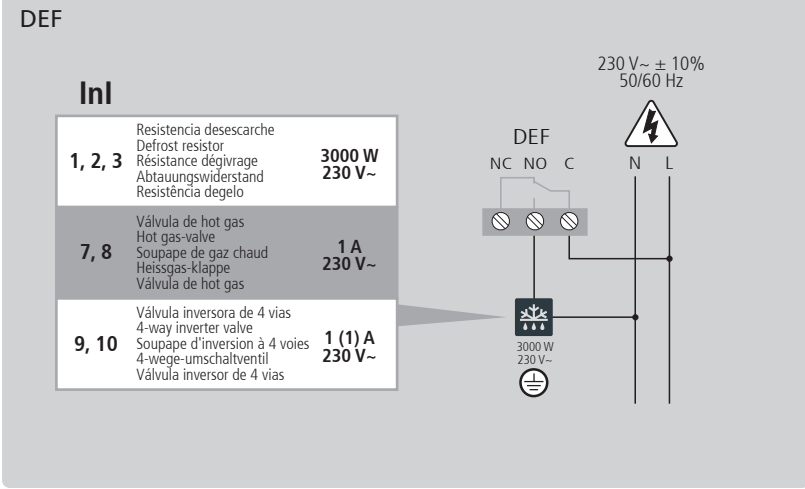 DEF
InI
1, 2, 3
Resistencia desescarche
Defrost resistor
Résistance dégivrage
Abtauungswiderstand
Resistência degelo
3000 W
230 V~
7, 8
Válvula de hot gas
Hot gas-valve
Soupape de gaz chaud
Heissgas-klappe
Válvula de hot gas
1 A
230 V~
9, 10
Válvula inversora de 4 vias
4-way inverter valve
Soupape d'inversion à 4 voies
4-wege-umschaltventil
Válvula inversor de 4 vias
1 (1) A
230 V~
230 V~ ± 10%
50/60 Hz
DEF
NC NO C
N L
3000 W
230 V~